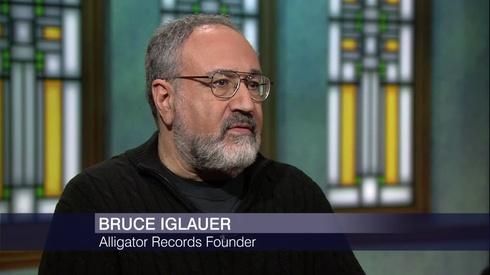 BRUCE IGLAUER
Alligator Records Founder